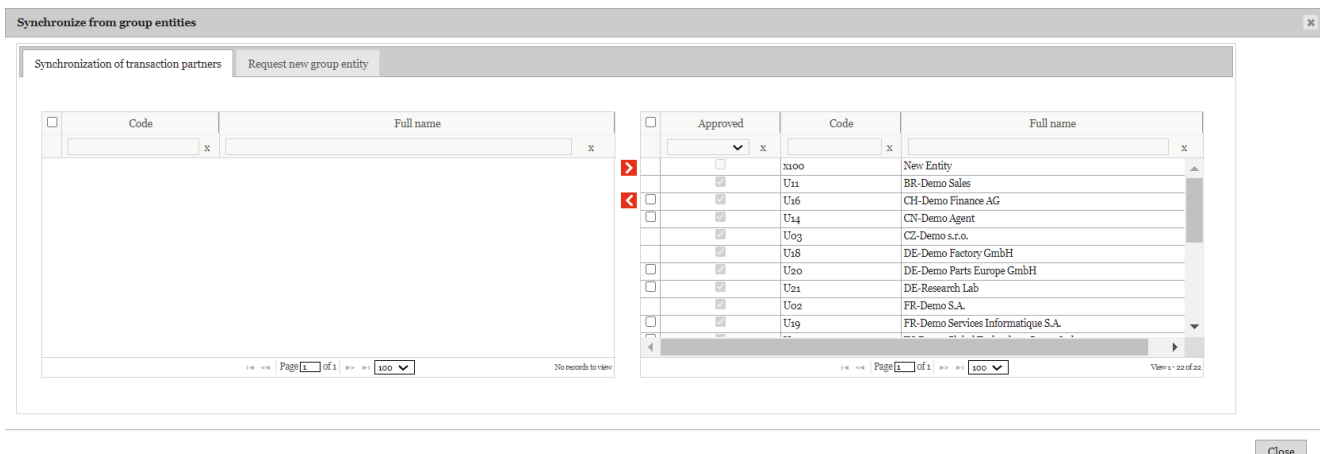 Synchronize from group entities
Synchronization of transaction partners Request new group entity
Code Full name
x x
No records to view
Page 1 of 1 100
Approved Code Full name
x x x
x100 New Entity
U11 BR-Demo Sales
U16 CH-Demo Finance AG
U14 CN-Demo Agent
U03 CZ-Demo s.r.o.
U18 DE-Demo Factory GmbH
U20 DE-Demo Parts Europe GmbH
U21 DE-Research Lab
U02 FR-Demo S.A.
U19 FR-Demo Services Informatique S.A.
Page 1 of 1 100 View 1 - 22 of 22
Close